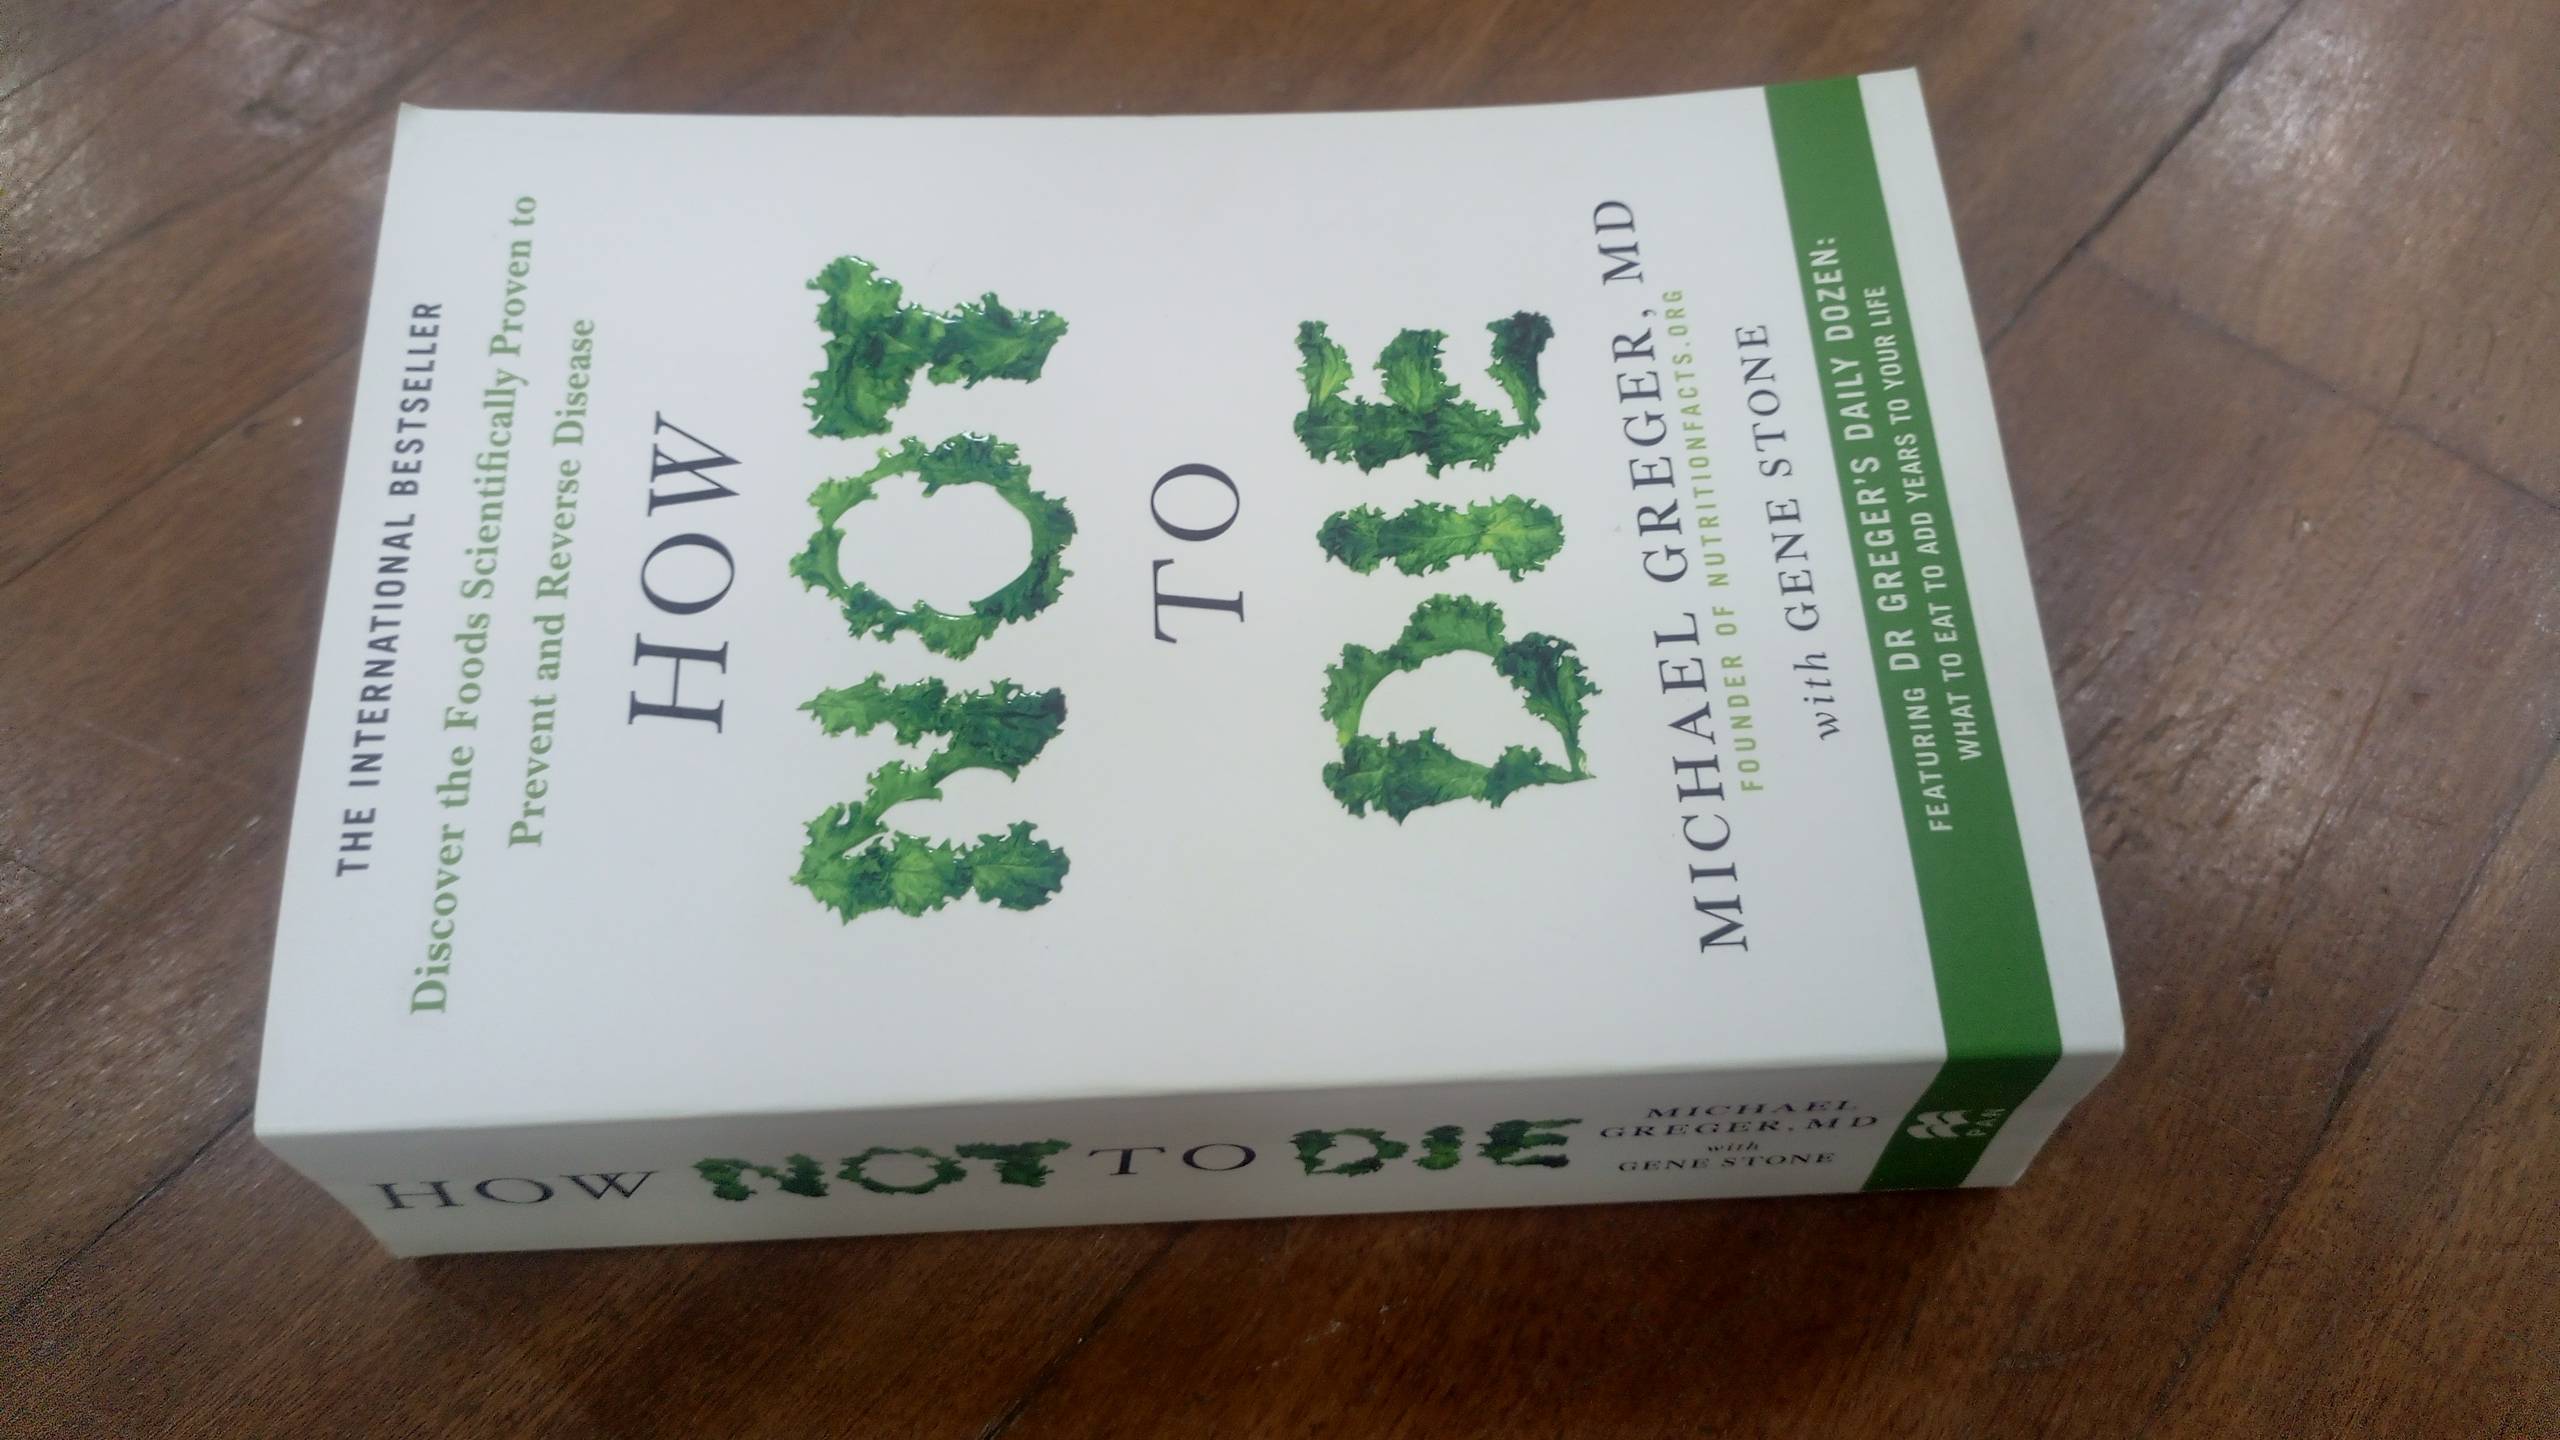 THE INTERNATIONAL BESTSELLER
Discover the Foods Scientifically Proven to
Prevent and Reverse Disease
HOW
NOT
TO
DIE
MICHAEL GREGER, MD
FOUNDER OF NUTRITIONFACTS.ORG
with GENE STONE
FEATURING DR GREGER'S DAILY DOZEN:
WHAT TO EAT TO ADD YEARS TO YOUR LIFE
HOW NOT TO DIE
MICHAEL
GREGER, MD
with
GENE STONE
PAN